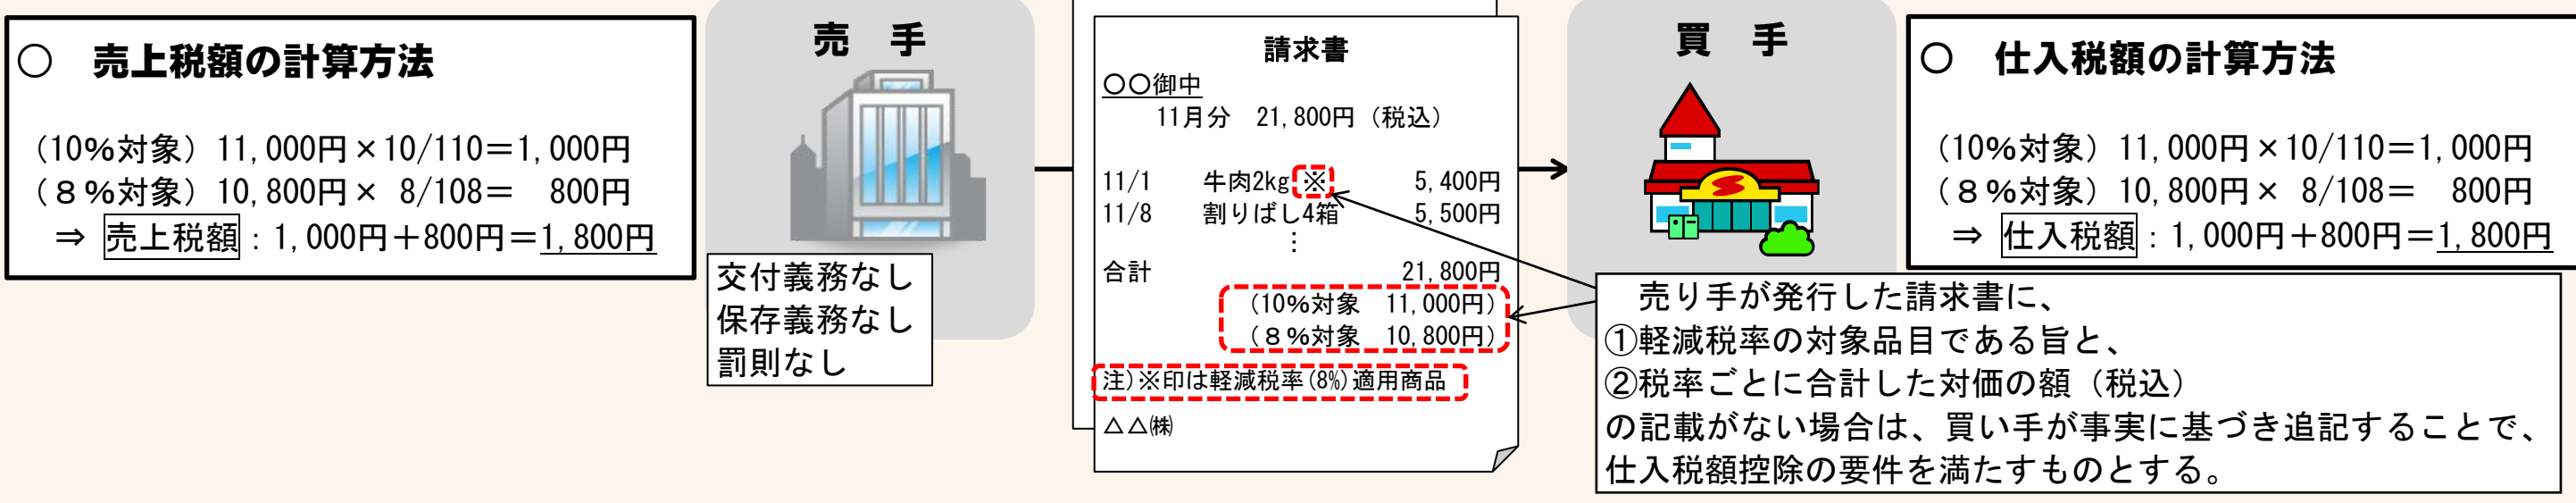 ○　売上税額の計算方法
（10%対象）11,000円×10/110＝1,000円
（８%対象）10,800円× 8/108＝　800円
⇒ 売上税額：1,000円＋800円＝1,800円
売　手
交付義務なし
保存義務なし
罰則なし
請求書
○○御中
11月分　21,800円（税込）
11/1　牛肉2kg ※　5,400円
11/8　割りばし4箱　5,500円
⋮
合計　21,800円
（10%対象　11,000円）
（８%対象　10,800円）
注）※印は軽減税率(8%)適用商品
△△㈱
買　手
○　仕入税額の計算方法
（10%対象）11,000円×10/110＝1,000円
（８%対象）10,800円× 8/108＝　800円
⇒ 仕入税額：1,000円＋800円＝1,800円
売り手が発行した請求書に、
①軽減税率の対象品目である旨と、
②税率ごとに合計した対価の額（税込）
の記載がない場合は、買い手が事実に基づき追記することで、
仕入税額控除の要件を満たすものとする。